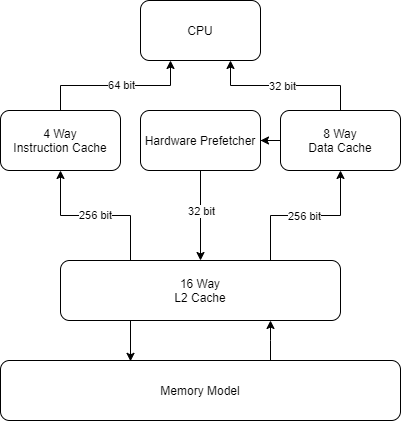 CPU
64 bit
32 bit
4 Way
Instruction Cache
Hardware Prefetcher
8 Way
Data Cache
256 bit
32 bit
256 bit
16 Way
L2 Cache
Memory Model